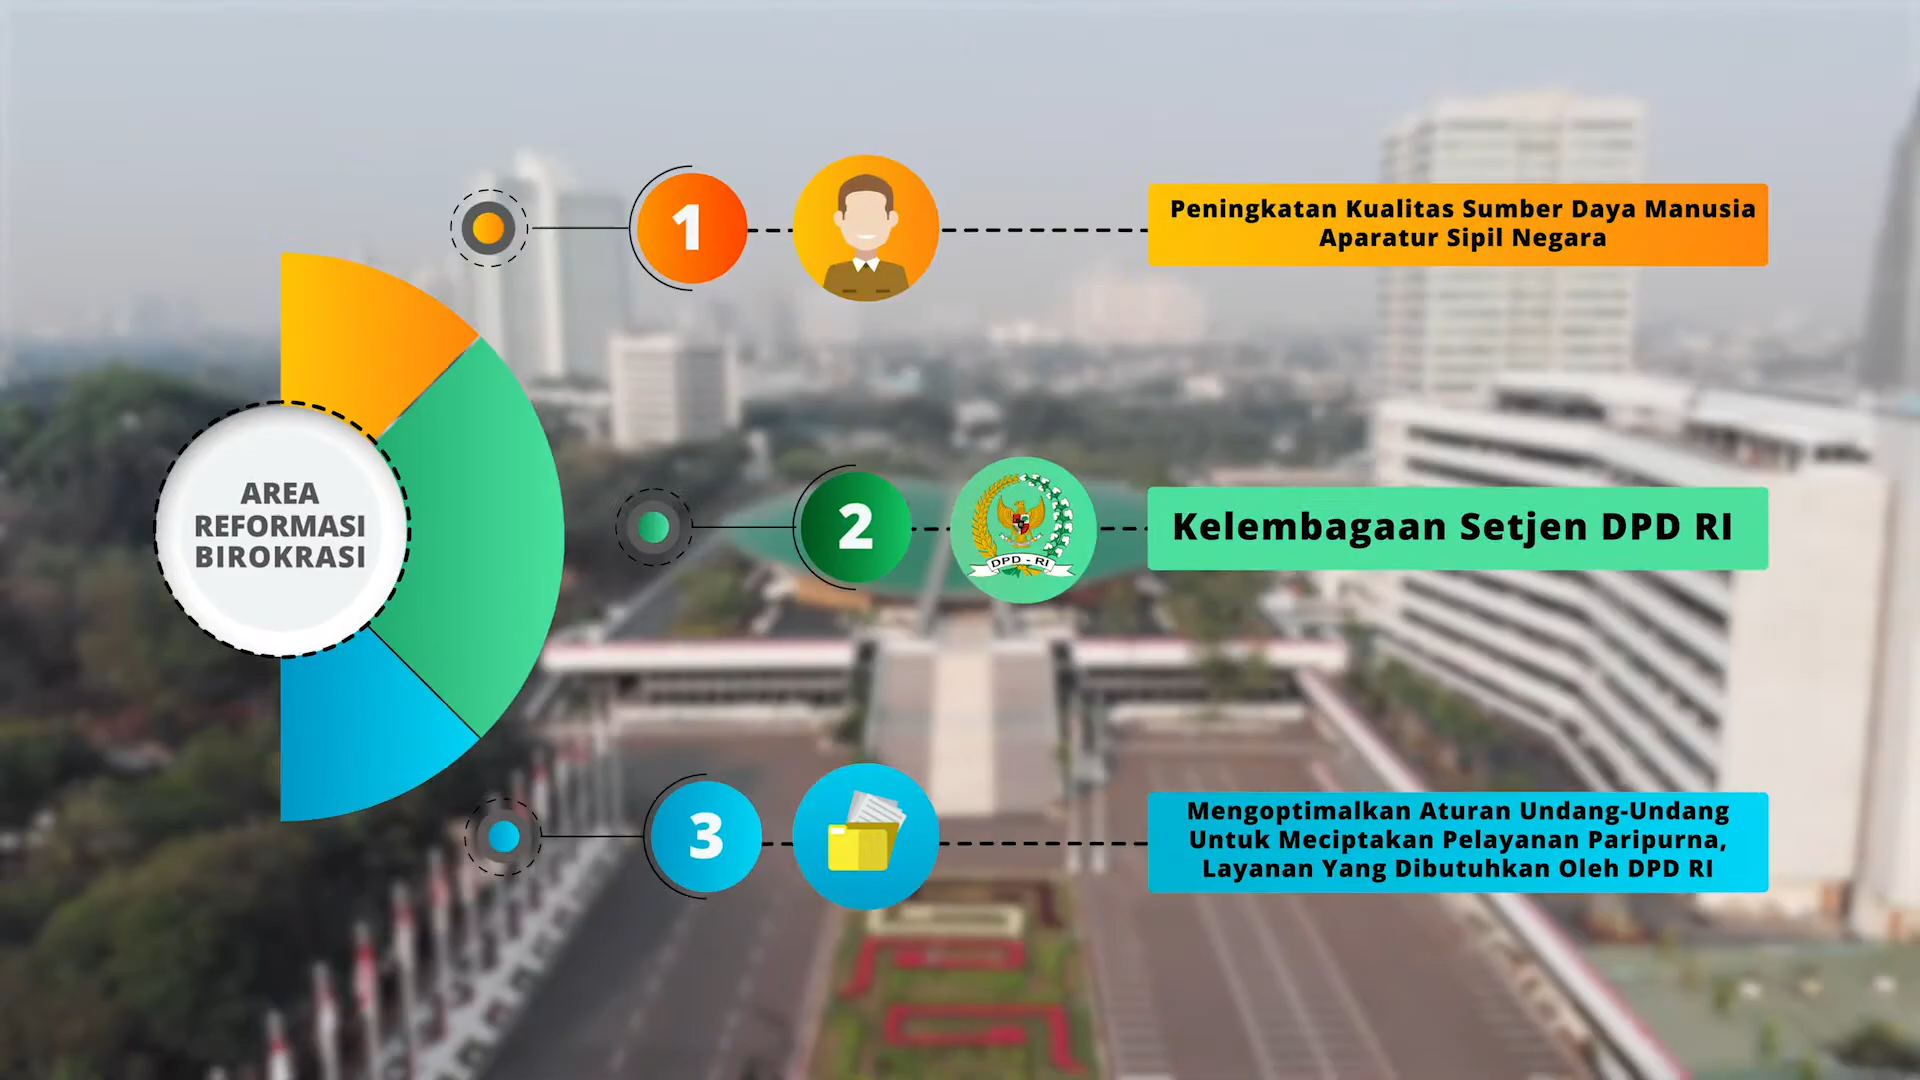 AREA
REFORMASI
BIROKRASI
1
Peningkatan Kualitas Sumber Daya Manusia
Aparatur Sipil Negara
2
DPD - RI
Kelembagaan Setjen DPD RI
3
Mengoptimalkan Aturan Undang-Undang
Untuk Meciptakan Pelayanan Paripurna,
Layanan Yang Dibutuhkan Oleh DPD RI